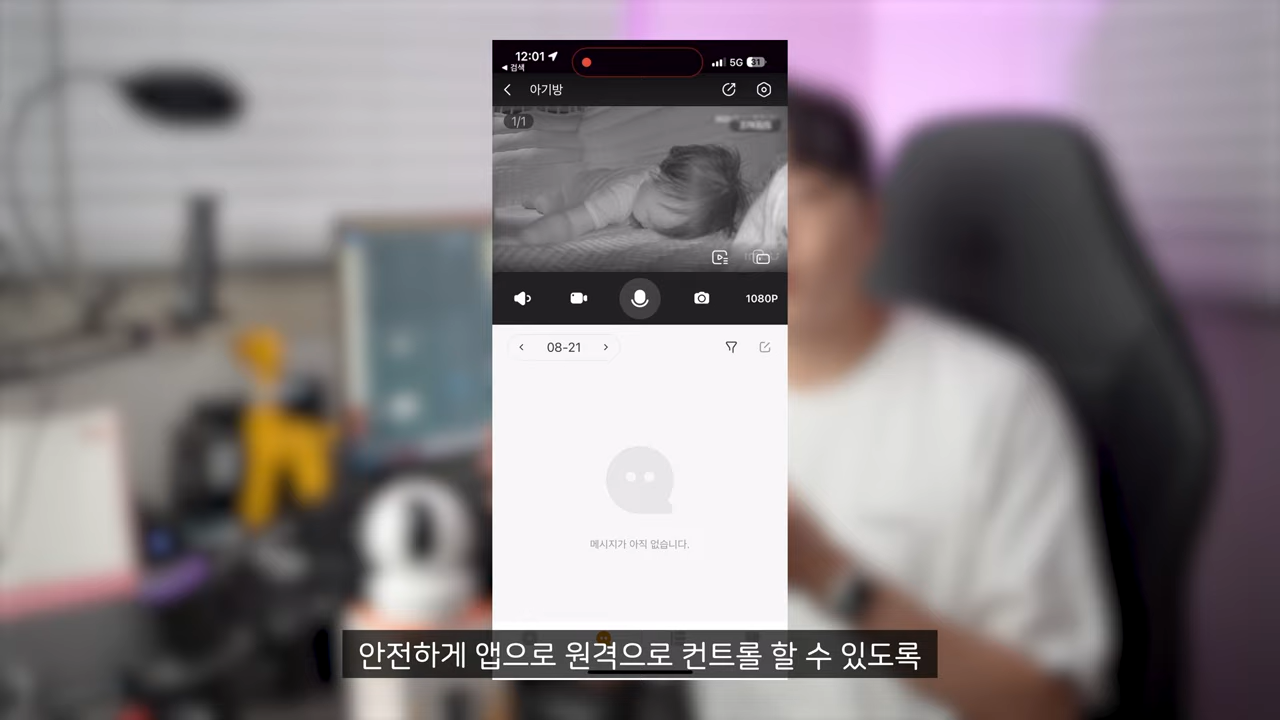 12:01
5G 31
◀ 검색
아기방
1/1
1080P
08-21
메시지가 아직 없습니다.
안전하게 앱으로 원격으로 컨트롤 할 수 있도록